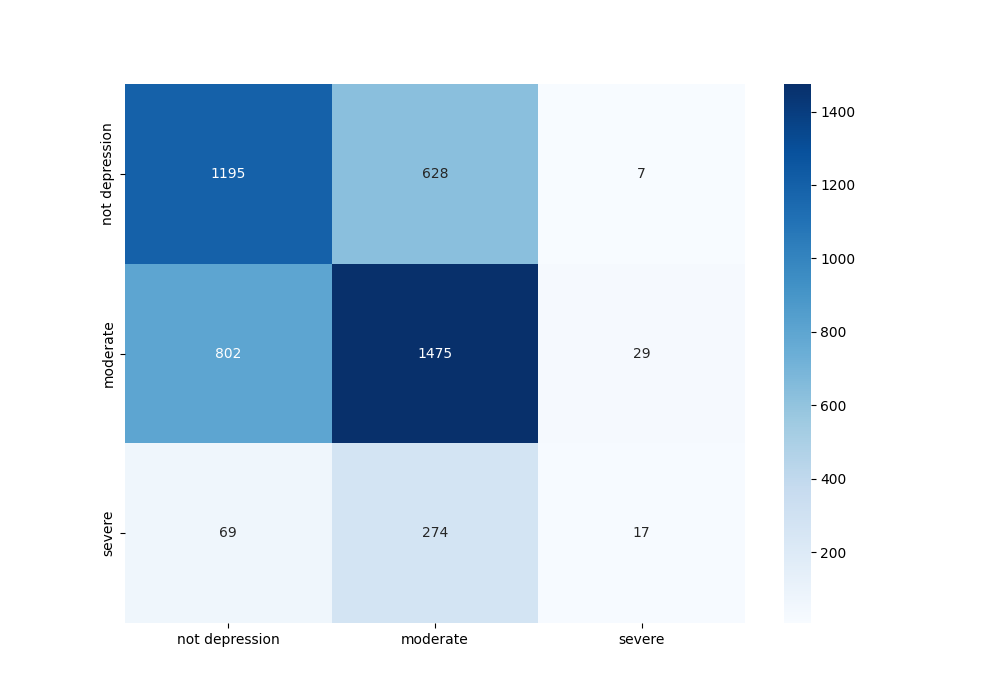 not depression 1195 628 7
moderate 802 1475 29
severe 69 274 17
not depression moderate severe
1400
1200
1000
800
600
400
200